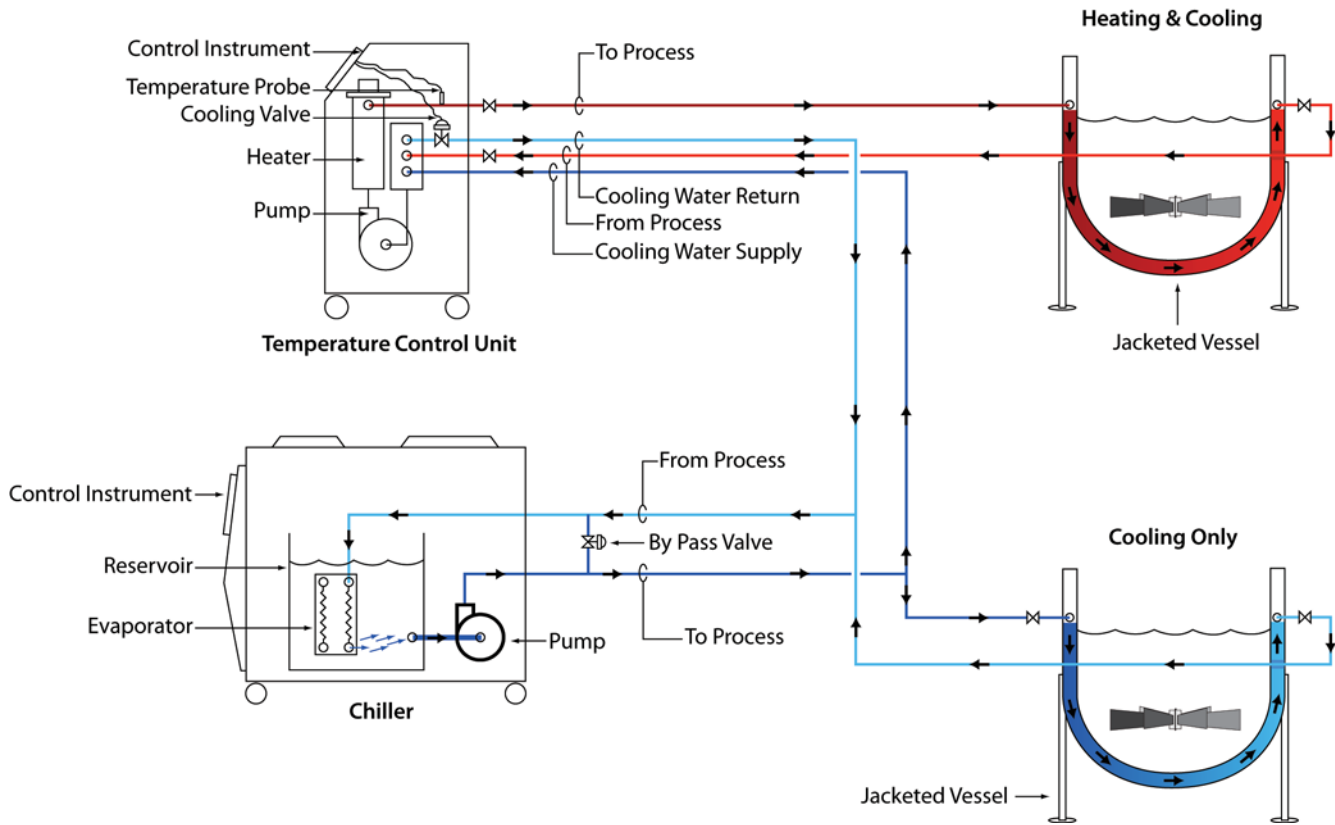 Heating & Cooling
Control Instrument
To Process
Temperature Probe
Cooling Valve
Heater
Cooling Water Return
Pump
From Process
Cooling Water Supply
Temperature Control Unit
Jacketed Vessel
From Process
Control Instrument
By Pass Valve
Cooling Only
Reservoir
Evaporator
Pump
To Process
Chiller
Jacketed Vessel